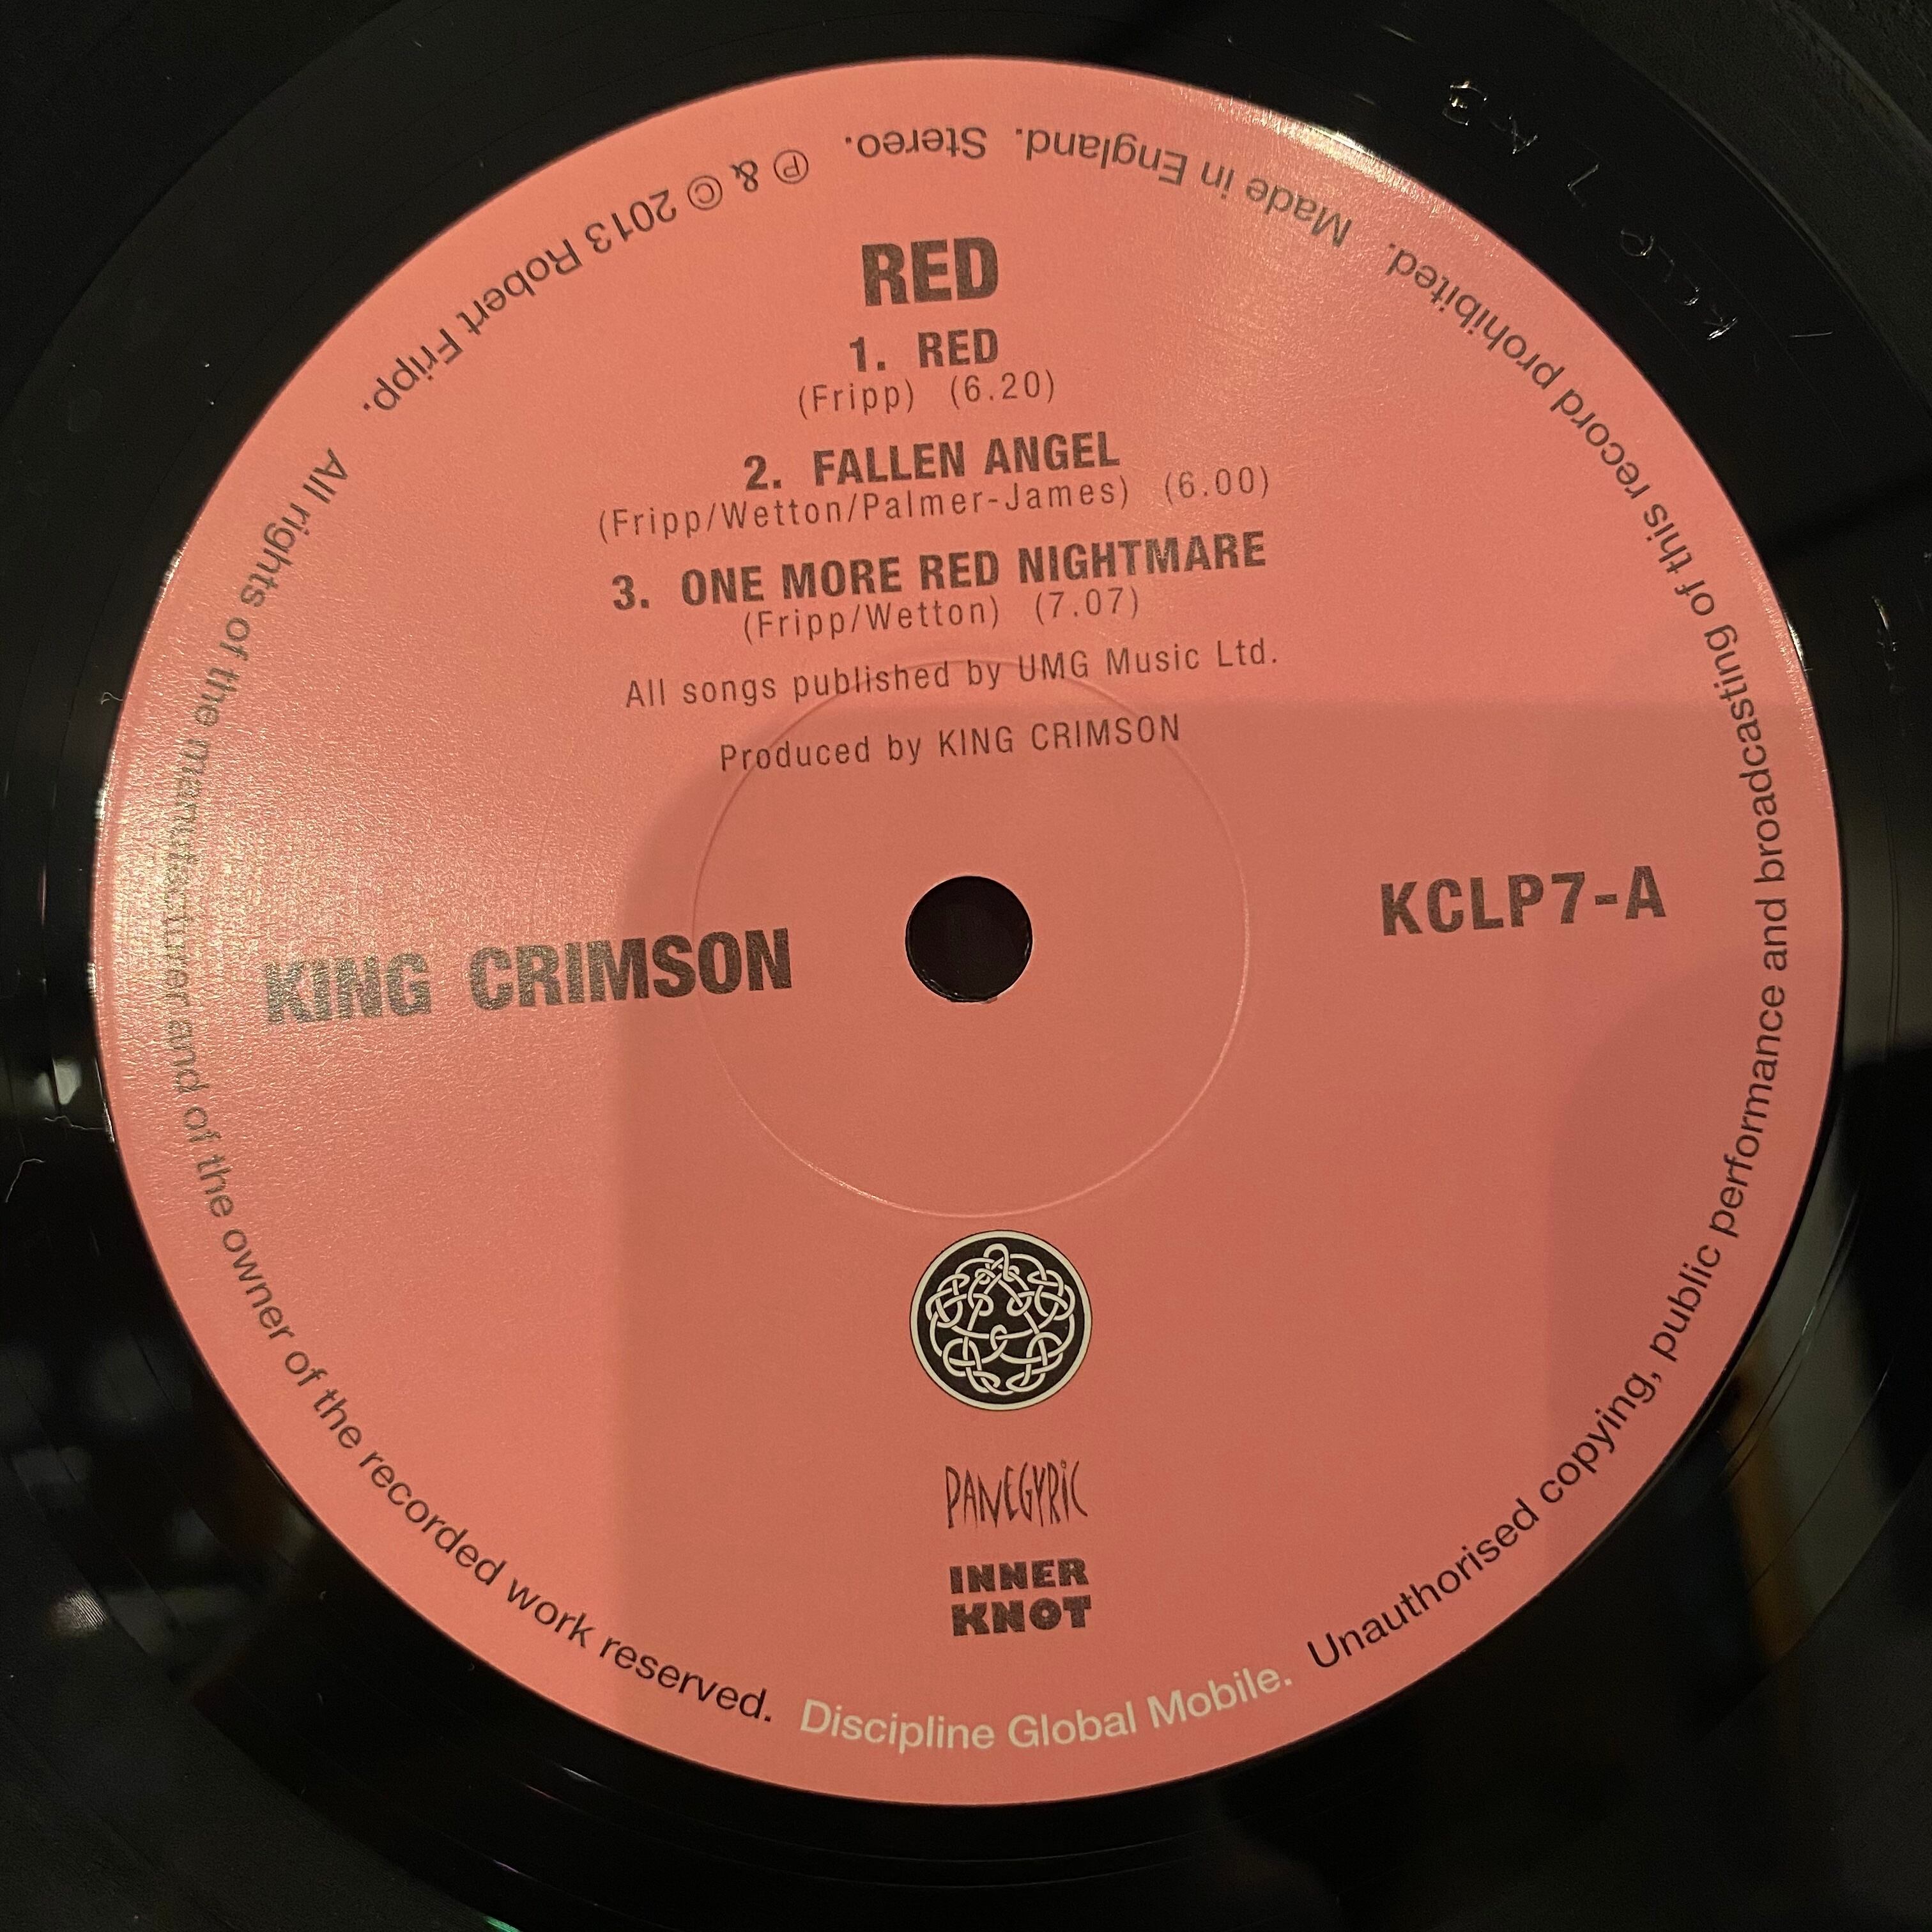 RED
1. RED
(Fripp) (6.20)
2. FALLEN ANGEL
(Fripp/Wetton/Palmer-James) (6.00)
3. ONE MORE RED NIGHTMARE
(Fripp/Wetton) (7.07)
All songs published by UMG Music Ltd.
Produced by KING CRIMSON
KING CRIMSON
KCLP7-A
PANEGYRIC
INNER
KNOT
All rights of the manufacturer and of the owner of the recorded work reserved. Discipline Global Mobile. Unauthorised copying, public performance and broadcasting of this record prohibited. Made in England. Stereo. ℗ & © 2013 Robert Fripp.